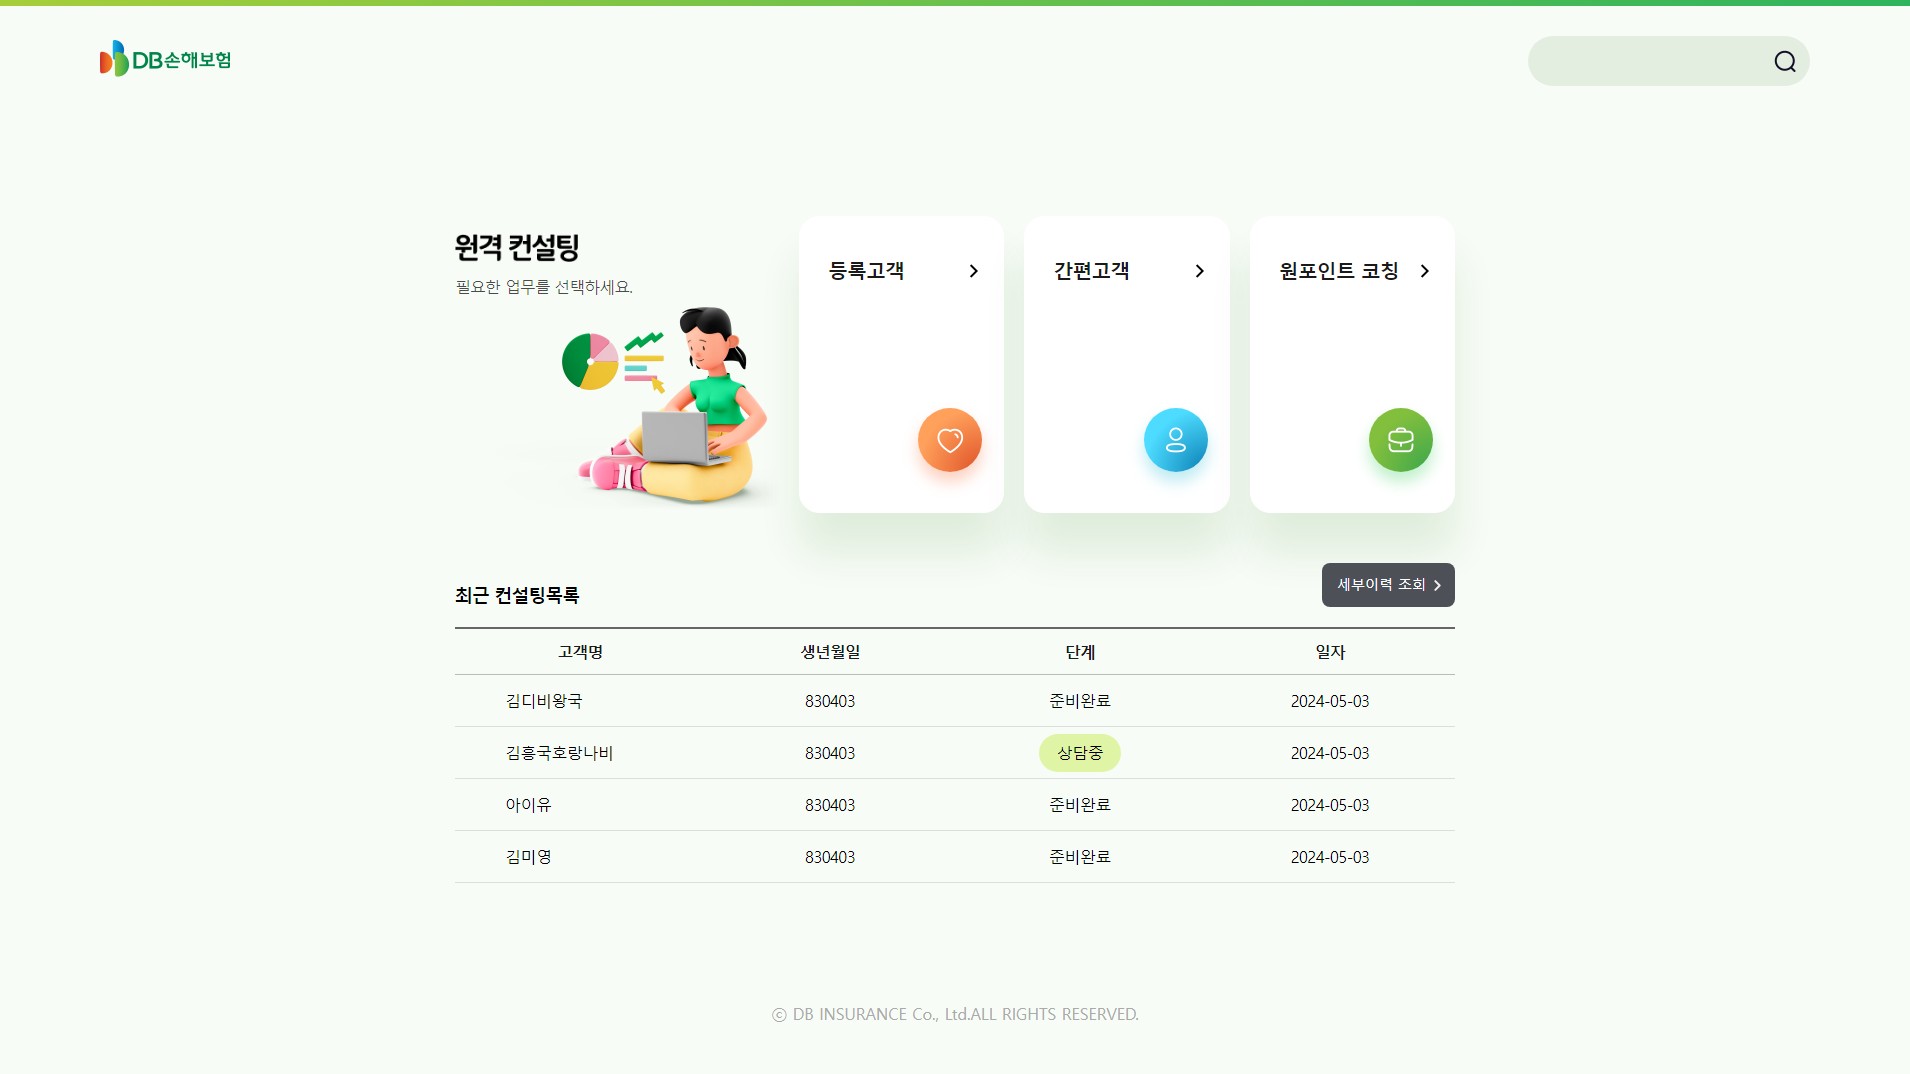 DB손해보험
원격 컨설팅
필요한 업무를 선택하세요.
등록고객
간편고객
원포인트 코칭
최근 컨설팅목록
세부이력 조회
고객명 생년월일 단계 일자
김디비왕국 830403 준비완료 2024-05-03
김흥국호랑나비 830403 상담중 2024-05-03
아이유 830403 준비완료 2024-05-03
김미영 830403 준비완료 2024-05-03
ⓒ DB INSURANCE Co., Ltd.ALL RIGHTS RESERVED.